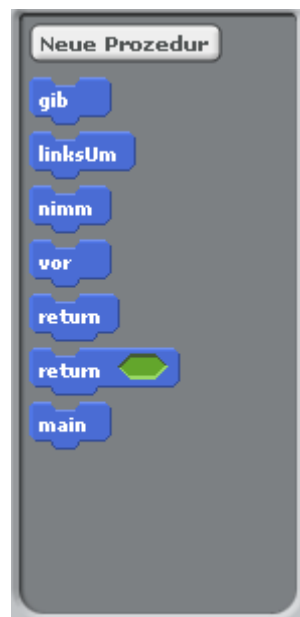 Neue Prozedur
gib
linksUm
nimm
vor
return
return
main